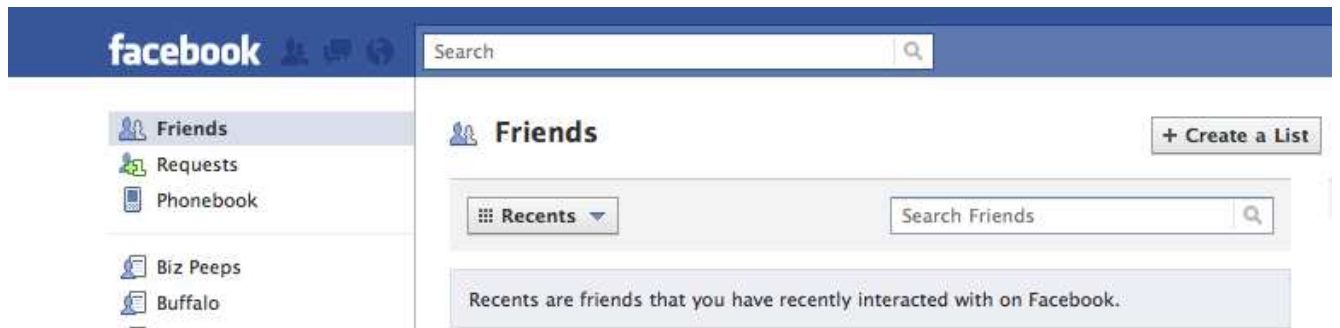 facebook
Search
Friends
Requests
Phonebook
Biz Peeps
Buffalo
Friends
+ Create a List
Recents
Search Friends
Recents are friends that you have recently interacted with on Facebook.